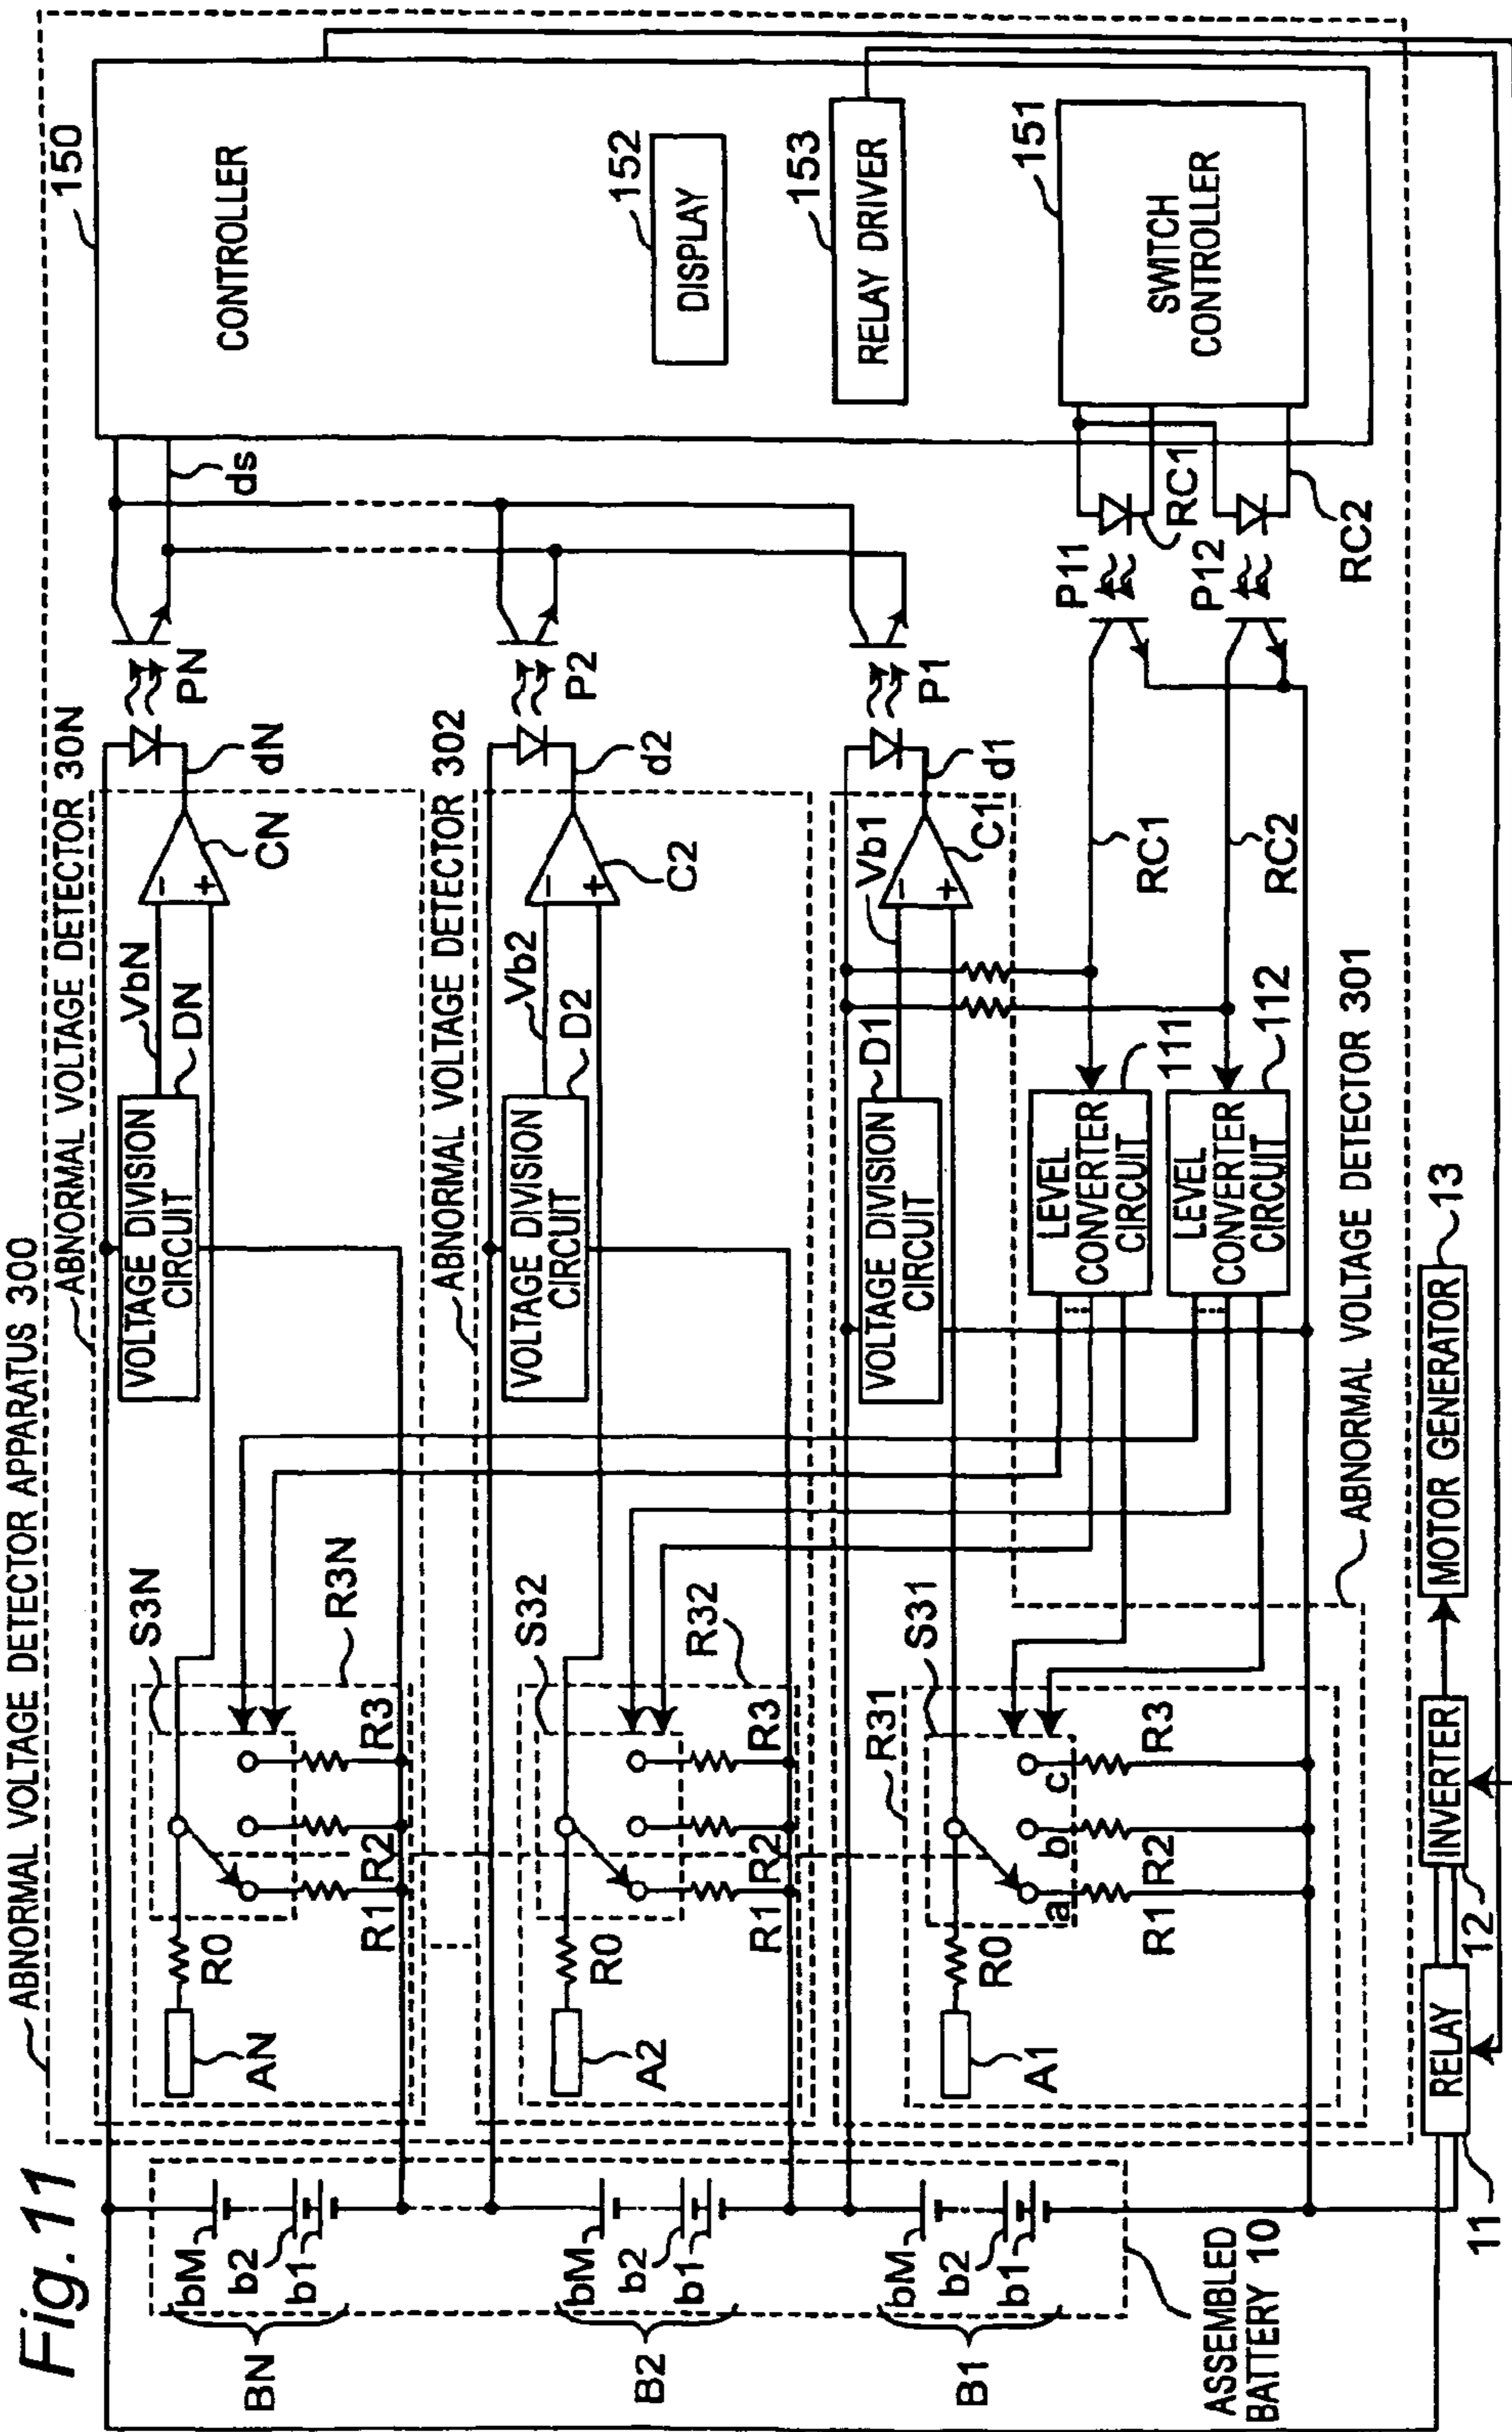 Fig. 11
ABNORMAL VOLTAGE DETECTOR APPARATUS 300
ABNORMAL VOLTAGE DETECTOR 30N
150
CONTROLLER
152
DISPLAY
153
RELAY DRIVER
151
SWITCH
CONTROLLER
ds
PN
dN
CN
VbN
DN
VOLTAGE DIVISION
CIRCUIT
S3N
R3N
AN
R0
R1
R2
R3
bM
b2
b1
BN
ABNORMAL VOLTAGE DETECTOR 302
P2
d2
C2
Vb2
D2
VOLTAGE DIVISION
CIRCUIT
S32
R32
A2
R0
R1
R2
R3
bM
b2
b1
B2
P1
d1
C1
Vb1
D1
VOLTAGE DIVISION
CIRCUIT
S31
R31
A1
R0
a
b
c
R1
R2
R3
bM
b2
b1
B1
P11
RC1
P12
RC2
RC1
RC2
LEVEL
CONVERTER
CIRCUIT
111
LEVEL
CONVERTER
CIRCUIT
112
ABNORMAL VOLTAGE DETECTOR 301
ASSEMBLED
BATTERY 10
11
RELAY
12
INVERTER
MOTOR GENERATOR
13
- +
- +
- +